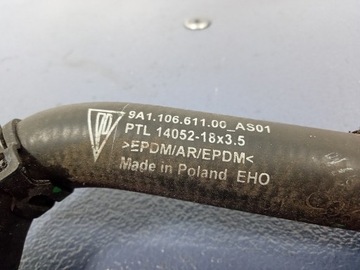 9A1.106.611.00_AS01
PTL 14052-18x3.5
>EPDM/AR/EPDM<
Made in Poland EHO